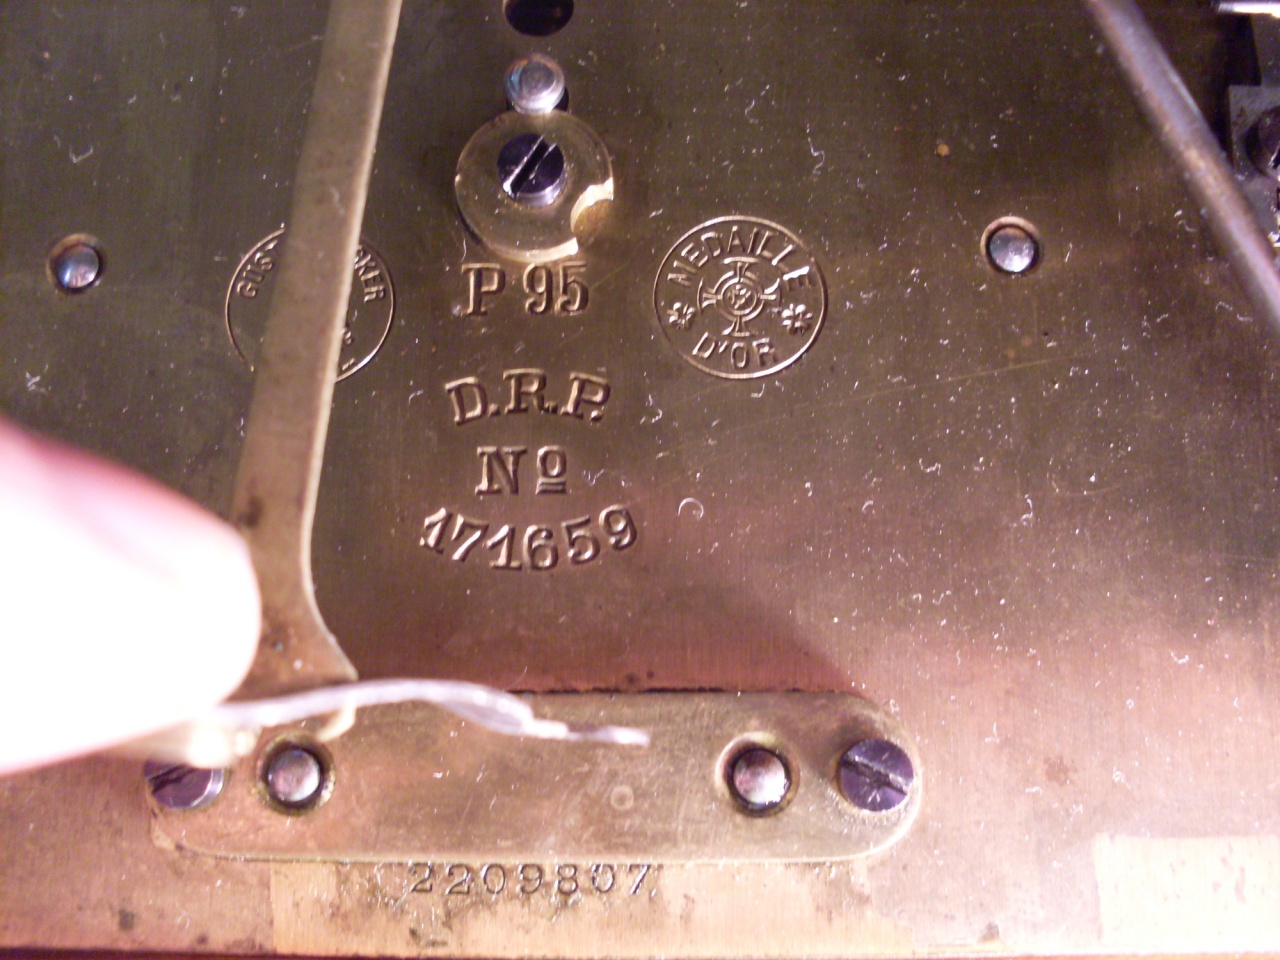 P 95
MEDAILLE
D'OR
D.R.P.
Nº
171659
2209807